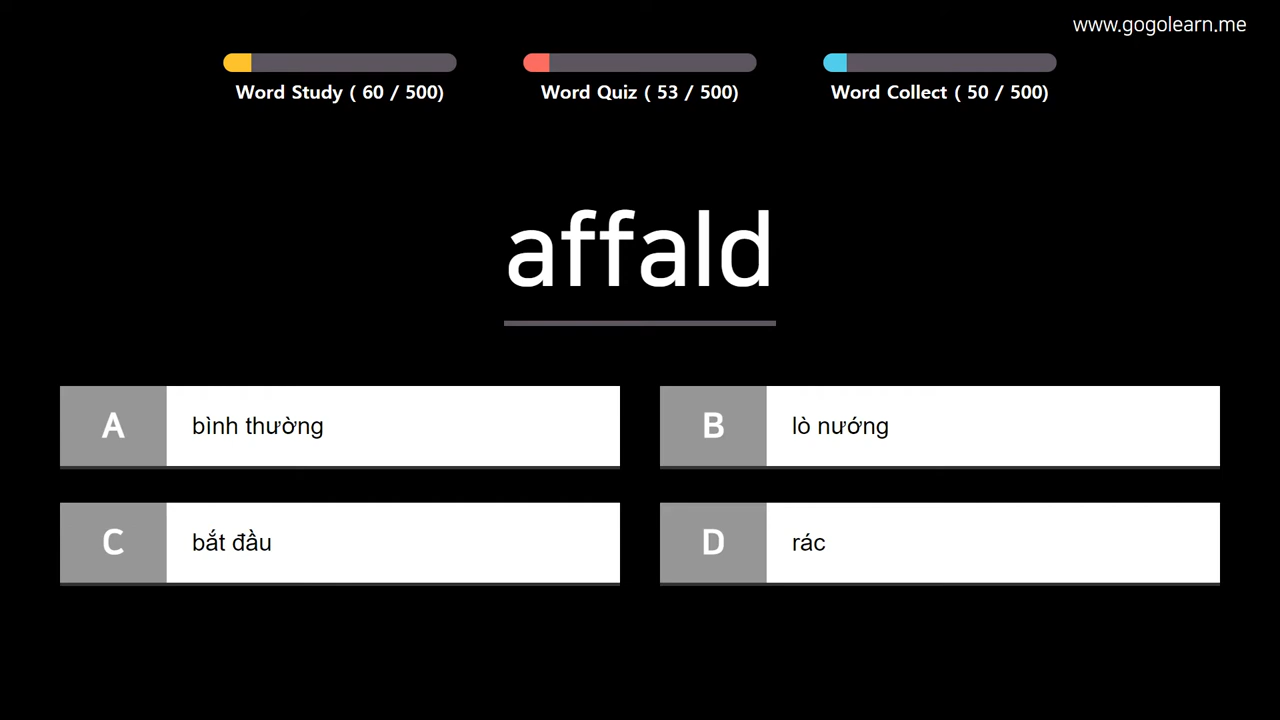 www.gogolearn.me
Word Study ( 60 / 500)
Word Quiz ( 53 / 500)
Word Collect ( 50 / 500)
affald
A bình thường
B lò nướng
C bắt đầu
D rác